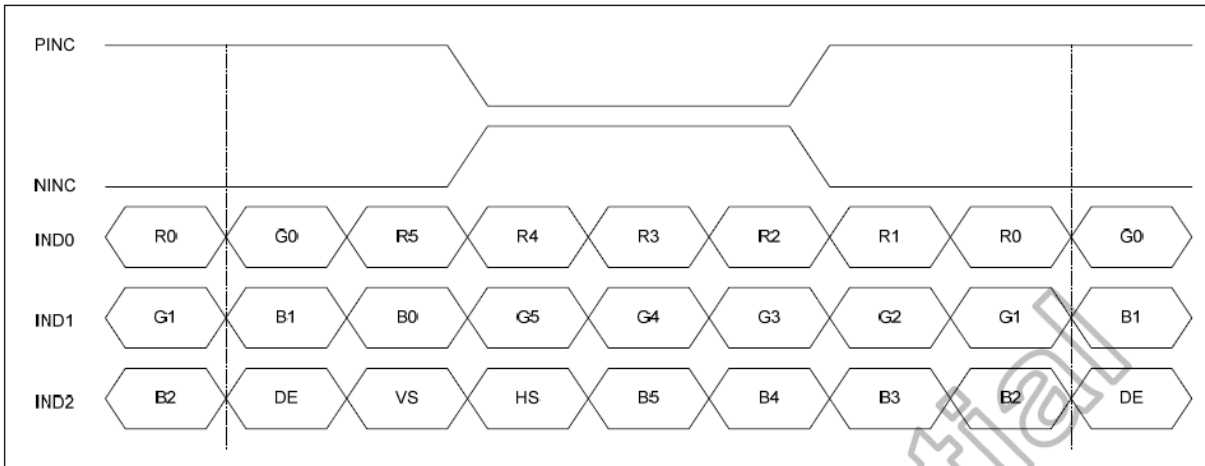 PINC
NINC
IND0 R0 G0 R5 R4 R3 R2 R1 R0 G0
IND1 G1 B1 B0 G5 G4 G3 G2 G1 B1
IND2 B2 DE VS HS B5 B4 B3 B2 DE